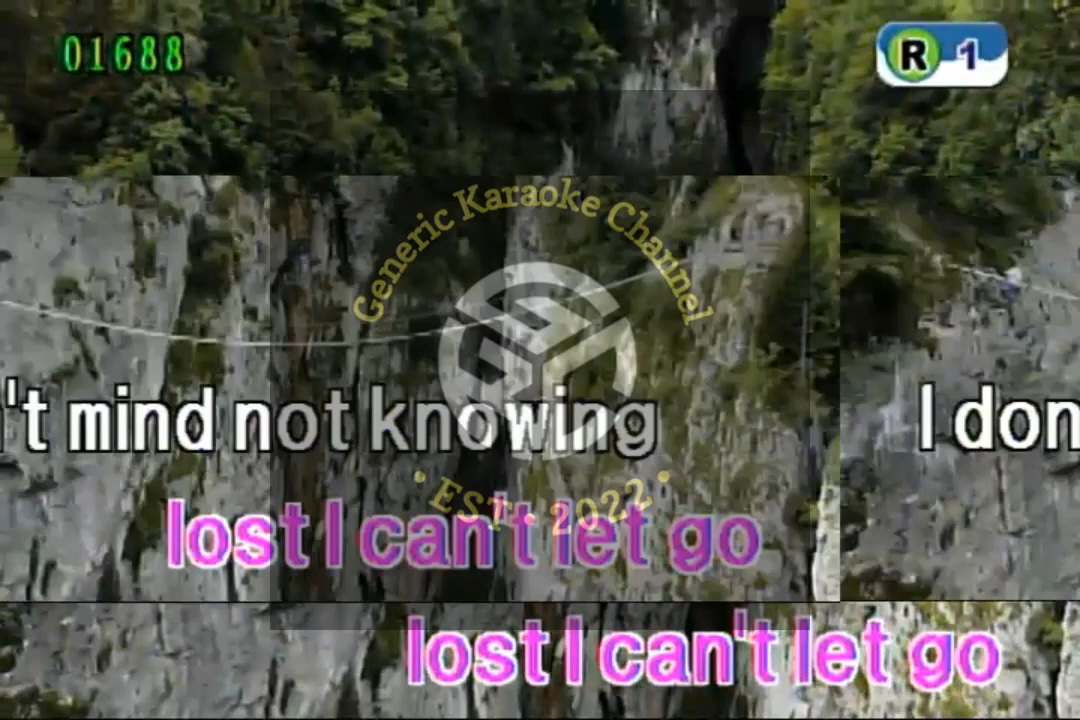 01688
R 1
Generic Karaoke Channel
't mind not knowing
I don
• EST • 2022 •
lost I can't let go
lost I can't let go